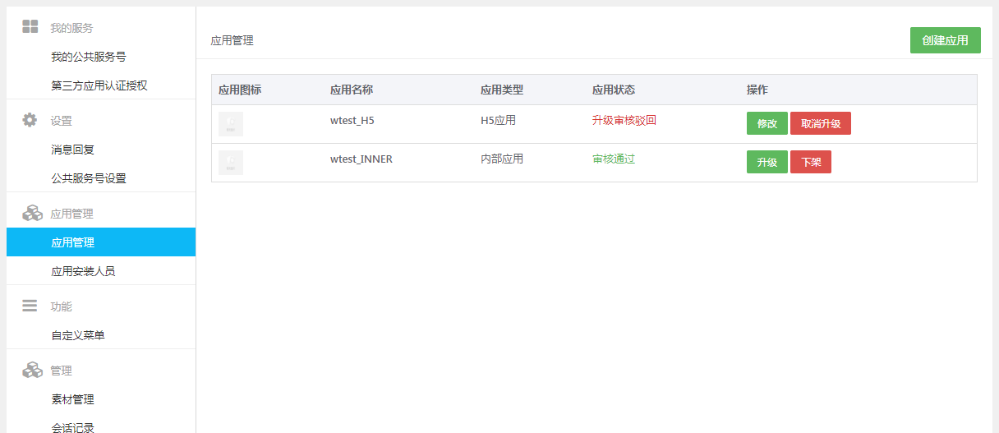 我的服务
我的公共服务号
第三方应用认证授权
设置
消息回复
公共服务号设置
应用管理
应用管理
应用安装人员
功能
自定义菜单
管理
素材管理
会话记录
应用管理
创建应用
应用图标 应用名称 应用类型 应用状态 操作
wtest_H5 H5应用 升级审核驳回 修改 取消升级
wtest_INNER 内部应用 审核通过 升级 下架